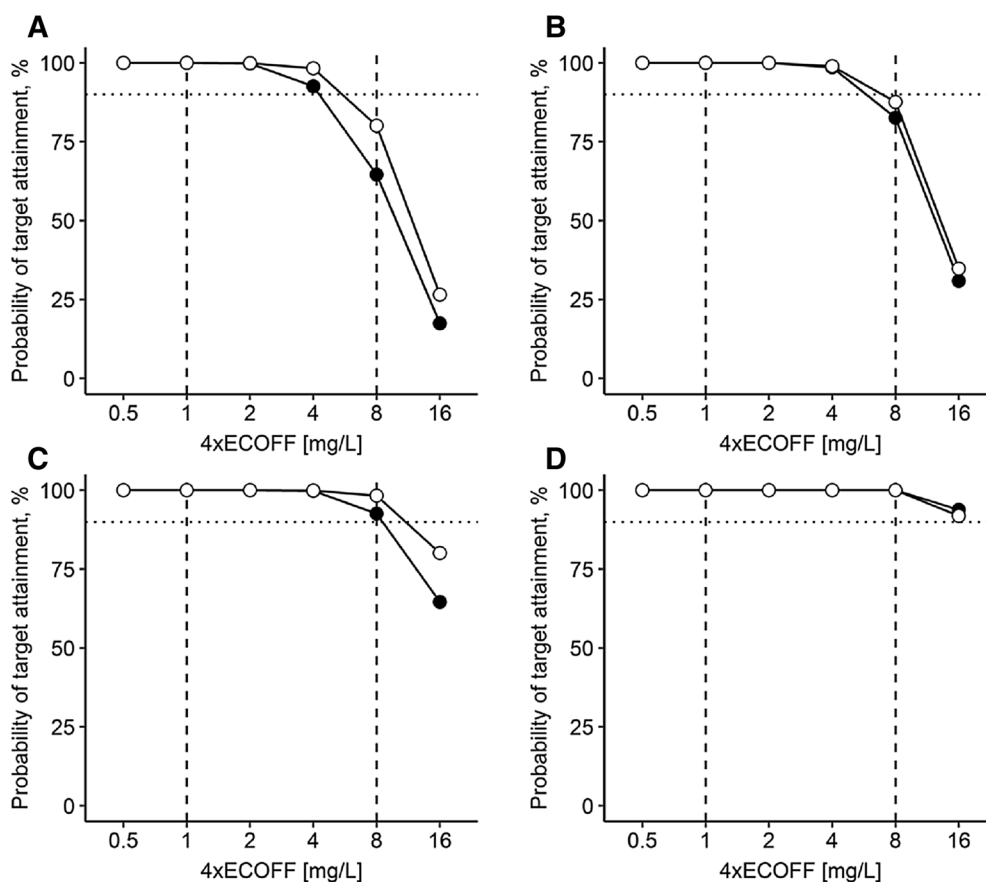 A
Probability of target attainment, %
100
75
50
25
0
0.5 1 2 4 8 16
4xECOFF [mg/L]
B
Probability of target attainment, %
100
75
50
25
0
0.5 1 2 4 8 16
4xECOFF [mg/L]
C
Probability of target attainment, %
100
75
50
25
0
0.5 1 2 4 8 16
4xECOFF [mg/L]
D
Probability of target attainment, %
100
75
50
25
0
0.5 1 2 4 8 16
4xECOFF [mg/L]